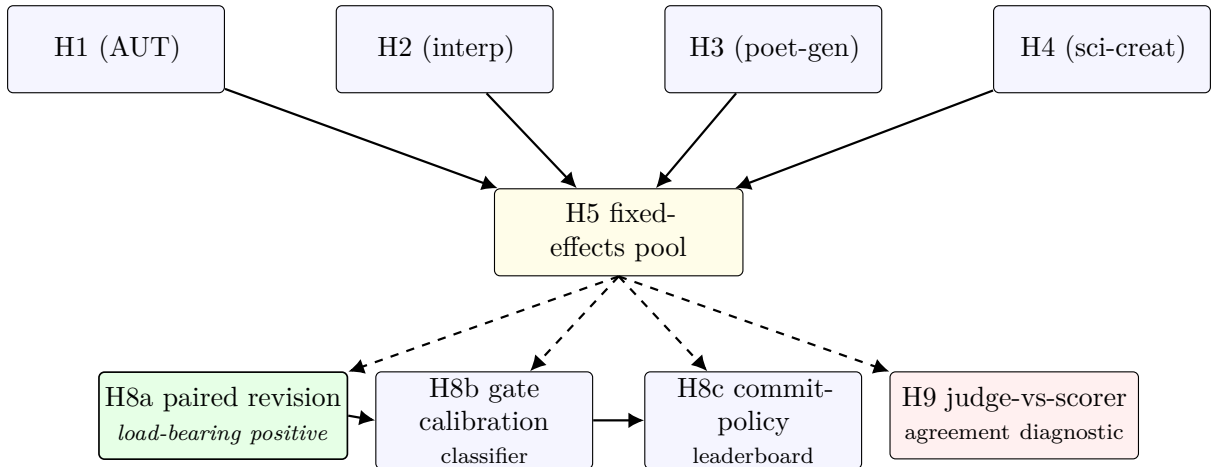 H1 (AUT)
H2 (interp)
H3 (poet-gen)
H4 (sci-creat)
H5 fixed-
effects pool
H8a paired revision
load-bearing positive
H8b gate
calibration
classifier
H8c commit-
policy
leaderboard
H9 judge-vs-scorer
agreement diagnostic